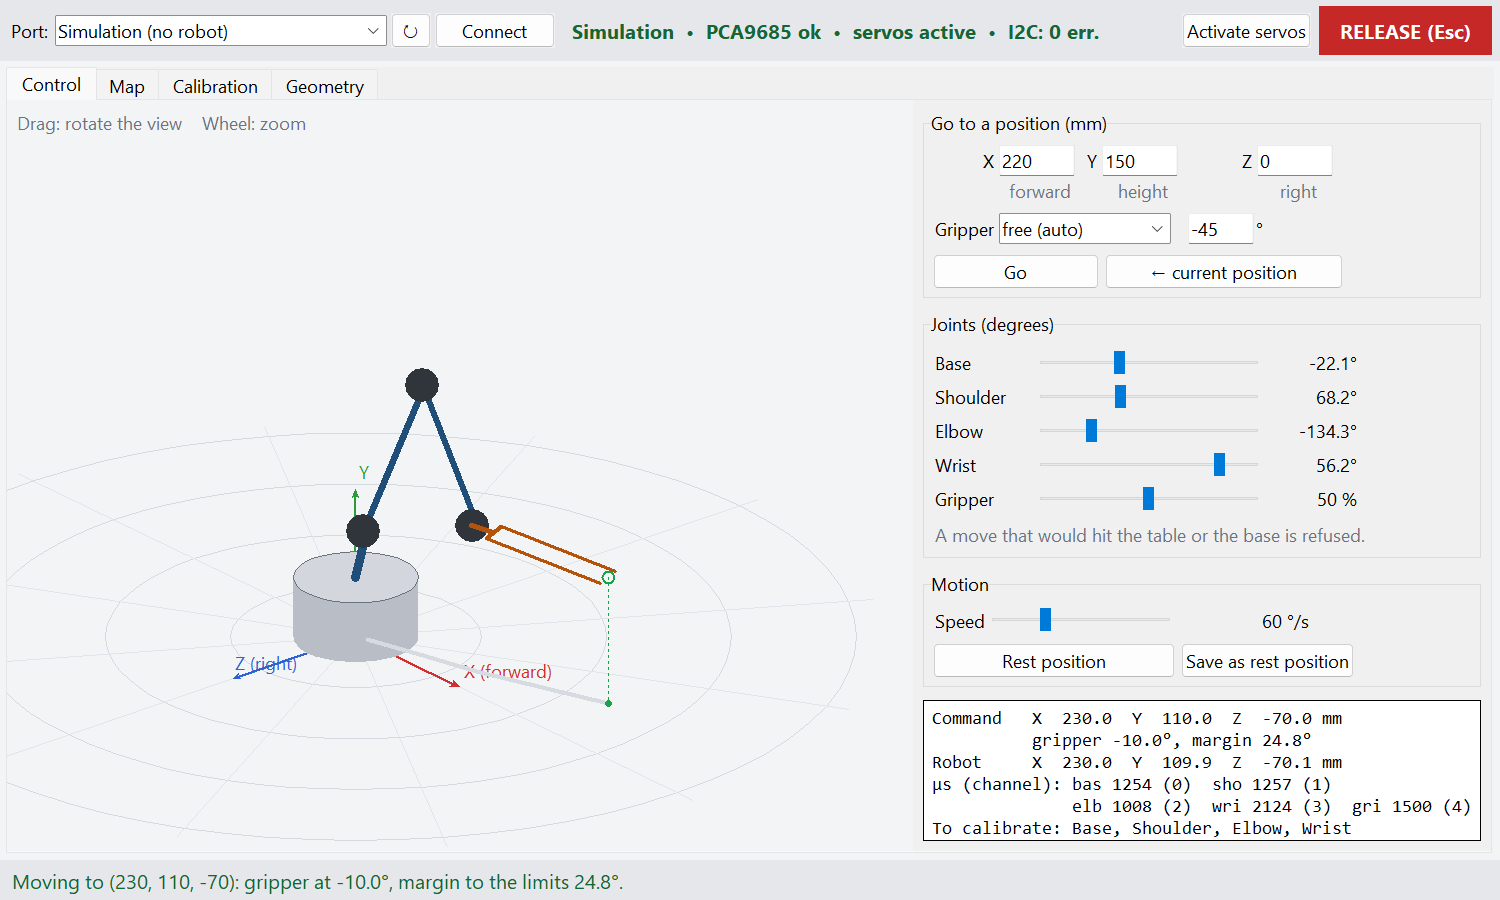 Port: Simulation (no robot) Connect Simulation • PCA9685 ok • servos active • I2C: 0 err. Activate servos RELEASE (Esc)
Control Map Calibration Geometry
Drag: rotate the view Wheel: zoom
Go to a position (mm)
X 220 Y 150 Z 0
forward height right
Gripper free (auto) -45 °
Go ← current position
Joints (degrees)
Base -22.1°
Shoulder 68.2°
Elbow -134.3°
Wrist 56.2°
Gripper 50 %
A move that would hit the table or the base is refused.
Motion
Speed 60 °/s
Rest position Save as rest position
Y
Z (right)
X (forward)
Command X 230.0 Y 110.0 Z -70.0 mm
gripper -10.0°, margin 24.8°
Robot X 230.0 Y 109.9 Z -70.1 mm
µs (channel): bas 1254 (0) sho 1257 (1)
elb 1008 (2) wri 2124 (3) gri 1500 (4)
To calibrate: Base, Shoulder, Elbow, Wrist
Moving to (230, 110, -70): gripper at -10.0°, margin to the limits 24.8°.